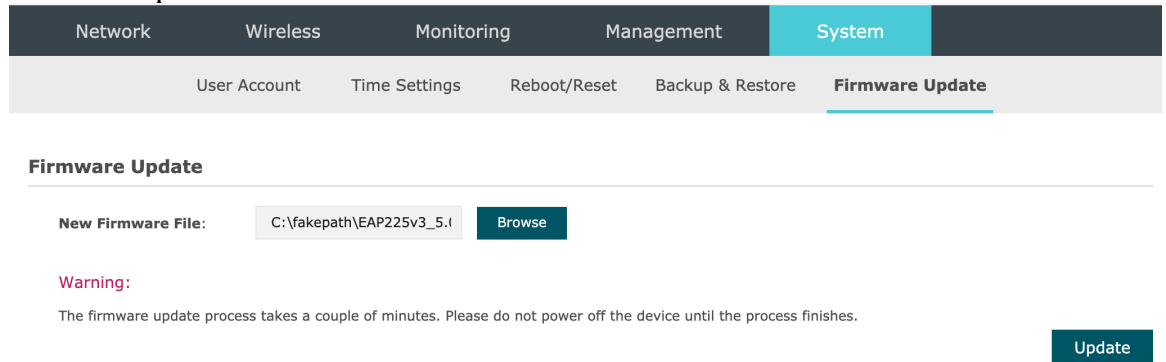 Network Wireless Monitoring Management System
User Account Time Settings Reboot/Reset Backup & Restore Firmware Update
Firmware Update
New Firmware File: C:\fakepath\EAP225v3_5. Browse
Warning:
The firmware update process takes a couple of minutes. Please do not power off the device until the process finishes.
Update